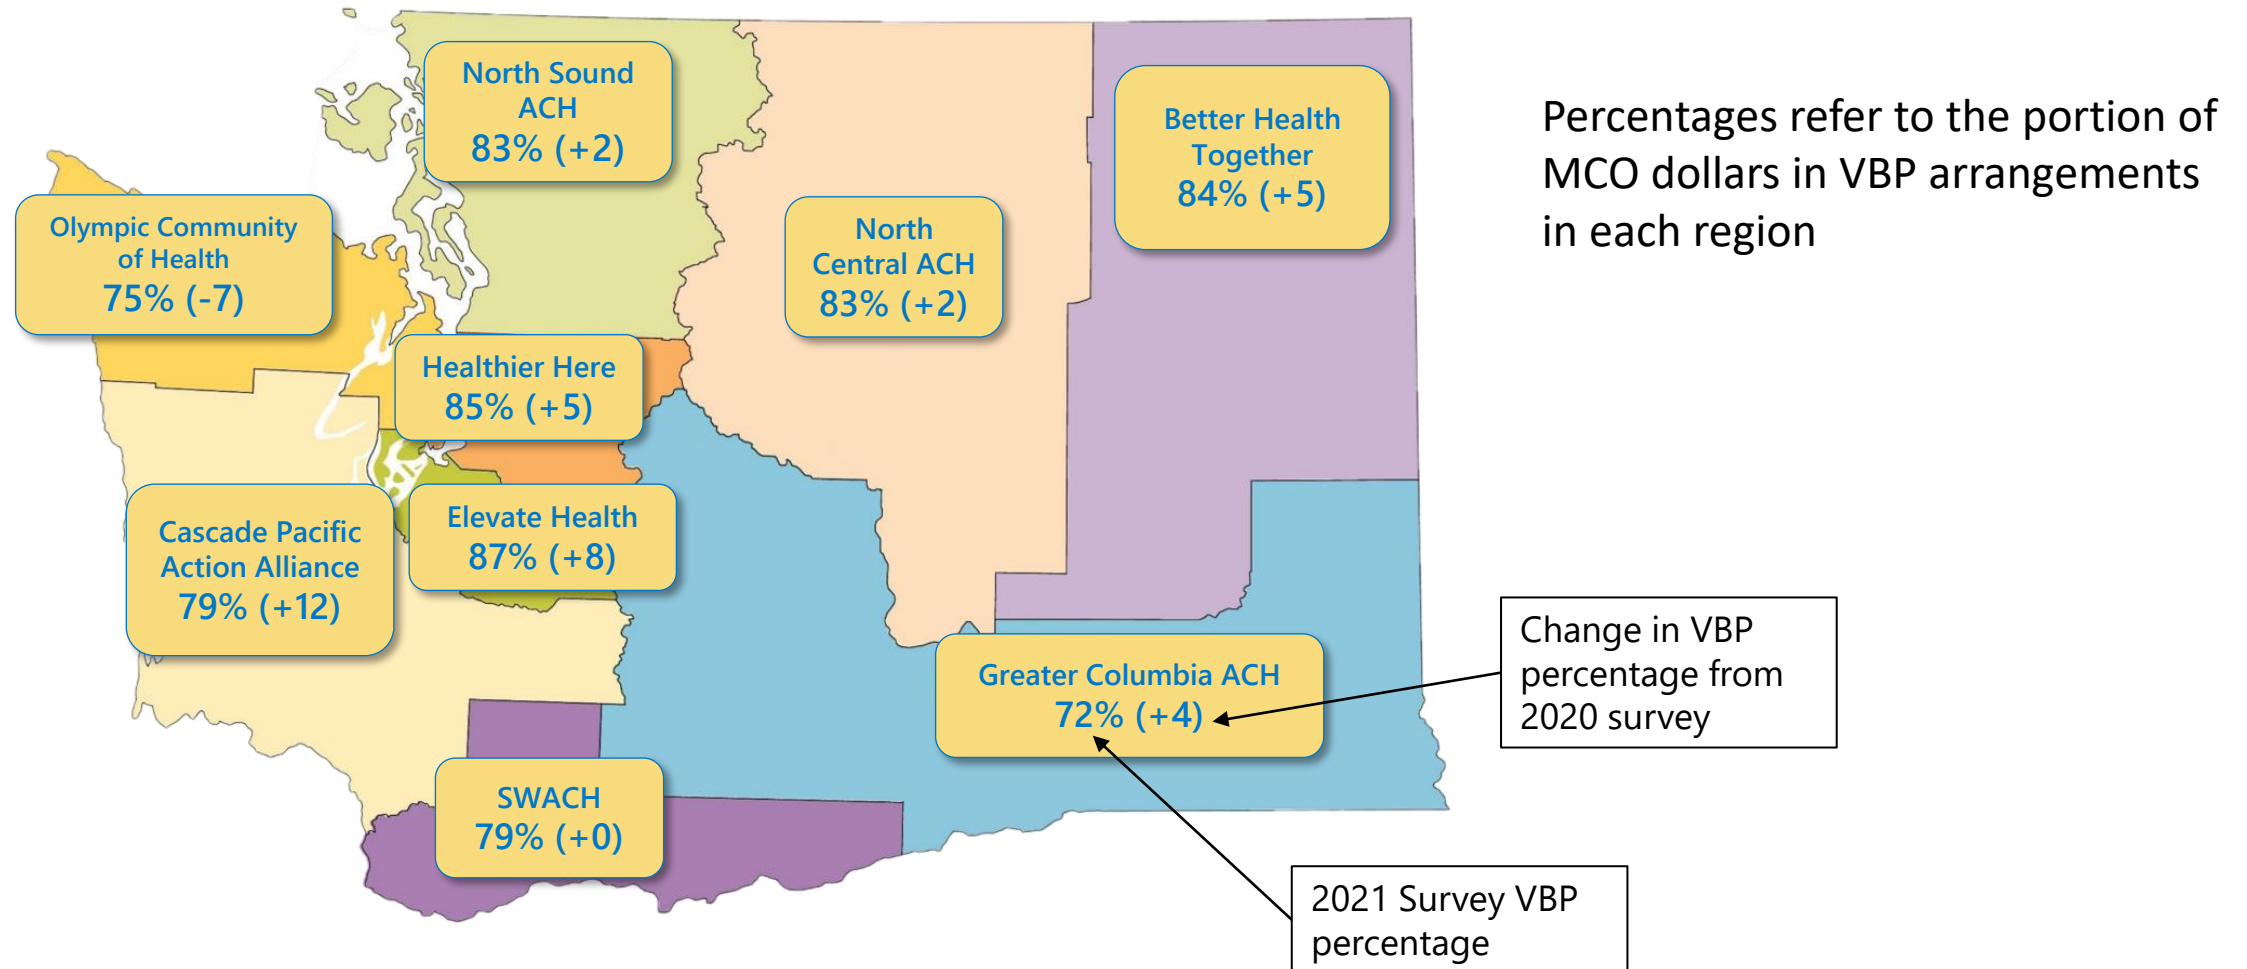 North Sound
ACH
83% (+2)
Better Health
Together
84% (+5)
Percentages refer to the portion of
MCO dollars in VBP arrangements
in each region
Olympic Community
of Health
75% (-7)
North
Central ACH
83% (+2)
Healthier Here
85% (+5)
Cascade Pacific
Action Alliance
79% (+12)
Elevate Health
87% (+8)
Greater Columbia ACH
72% (+4)
Change in VBP
percentage from
2020 survey
SWACH
79% (+0)
2021 Survey VBP
percentage